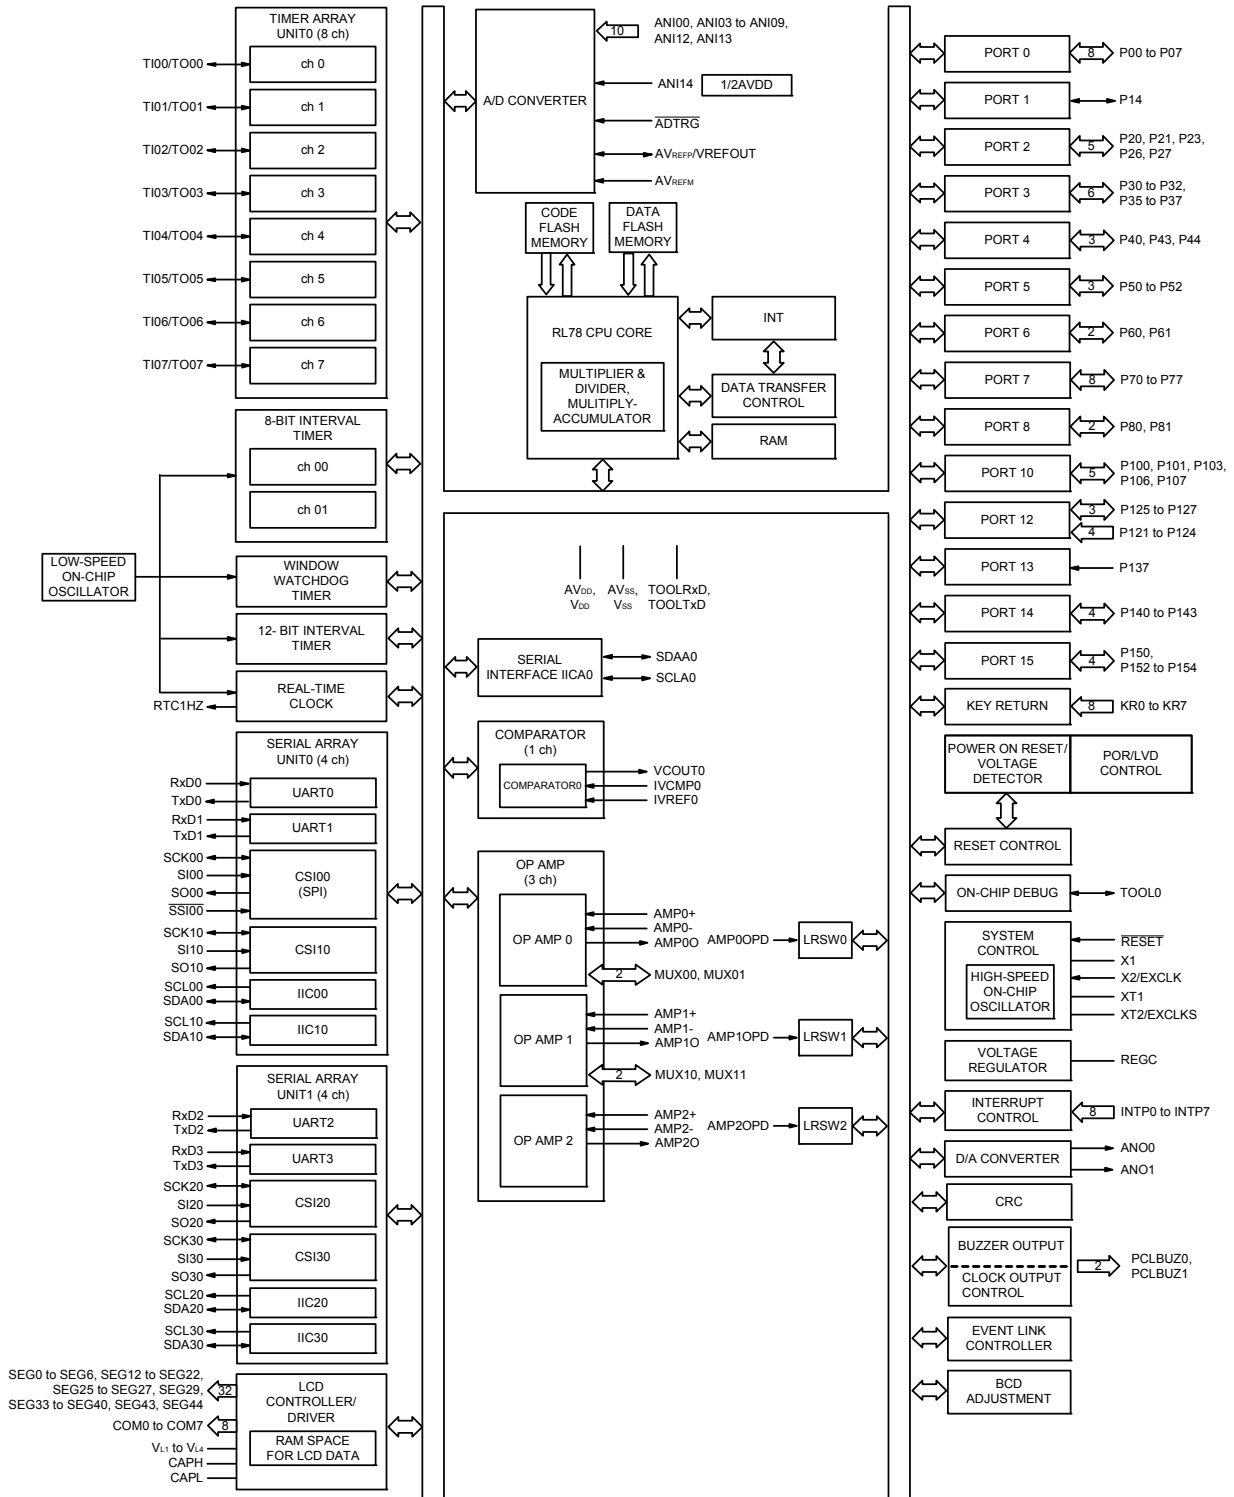 TIMER ARRAY
UNIT0 (8 ch)
TI00/TO00
ch 0
TI01/TO01
ch 1
TI02/TO02
ch 2
TI03/TO03
ch 3
TI04/TO04
ch 4
TI05/TO05
ch 5
TI06/TO06
ch 6
TI07/TO07
ch 7
8-BIT INTERVAL
TIMER
ch 00
ch 01
LOW-SPEED
ON-CHIP
OSCILLATOR
WINDOW
WATCHDOG
TIMER
12- BIT INTERVAL
TIMER
REAL-TIME
CLOCK
RTC1HZ
SERIAL ARRAY
UNIT0 (4 ch)
RxD0
TxD0
UART0
RxD1
TxD1
UART1
SCK00
SI00
SO00
SSI00
CSI00
(SPI)
SCK10
SI10
SO10
CSI10
SCL00
SDA00
IIC00
SCL10
SDA10
IIC10
SERIAL ARRAY
UNIT1 (4 ch)
RxD2
TxD2
UART2
RxD3
TxD3
UART3
SCK20
SI20
SO20
CSI20
SCK30
SI30
SO30
CSI30
SCL20
SDA20
IIC20
SCL30
SDA30
IIC30
SEG0 to SEG6, SEG12 to SEG22,
SEG25 to SEG27, SEG29,
SEG33 to SEG40, SEG43, SEG44
32
COM0 to COM7
8
VL1 to VL4
CAPH
CAPL
LCD
CONTROLLER/
DRIVER
RAM SPACE
FOR LCD DATA
A/D CONVERTER
10
ANI00, ANI03 to ANI09,
ANI12, ANI13
ANI14
1/2AVDD
ADTRG
AVREFP/VREFOUT
AVREFM
CODE
FLASH
MEMORY
DATA
FLASH
MEMORY
RL78 CPU CORE
MULTIPLIER &
DIVIDER,
MULITIPLY-
ACCUMULATOR
INT
DATA TRANSFER
CONTROL
RAM
AVDD,
VDD
AVSS,
VSS
TOOLRxD,
TOOLTxD
SERIAL
INTERFACE IICA0
SDAA0
SCLA0
COMPARATOR
(1 ch)
COMPARATOR0
VCOUT0
IVCMP0
IVREF0
OP AMP
(3 ch)
OP AMP 0
AMP0+
AMP0-
AMP0O
2
MUX00, MUX01
AMP0OPD
LRSW0
OP AMP 1
AMP1+
AMP1-
AMP1O
2
MUX10, MUX11
AMP1OPD
LRSW1
OP AMP 2
AMP2+
AMP2-
AMP2O
AMP2OPD
LRSW2
PORT 0
8
P00 to P07
PORT 1
P14
PORT 2
5
P20, P21, P23,
P26, P27
PORT 3
6
P30 to P32,
P35 to P37
PORT 4
3
P40, P43, P44
PORT 5
3
P50 to P52
PORT 6
2
P60, P61
PORT 7
8
P70 to P77
PORT 8
2
P80, P81
PORT 10
5
P100, P101, P103,
P106, P107
PORT 12
3
P125 to P127
4
P121 to P124
PORT 13
P137
PORT 14
4
P140 to P143
PORT 15
4
P150,
P152 to P154
KEY RETURN
8
KR0 to KR7
POWER ON RESET/
VOLTAGE
DETECTOR
POR/LVD
CONTROL
RESET CONTROL
ON-CHIP DEBUG
TOOL0
SYSTEM
CONTROL
HIGH-SPEED
ON-CHIP
OSCILLATOR
RESET
X1
X2/EXCLK
XT1
XT2/EXCLKS
VOLTAGE
REGULATOR
REGC
INTERRUPT
CONTROL
8
INTP0 to INTP7
D/A CONVERTER
ANO0
ANO1
CRC
BUZZER OUTPUT
CLOCK OUTPUT
CONTROL
2
PCLBUZ0,
PCLBUZ1
EVENT LINK
CONTROLLER
BCD
ADJUSTMENT